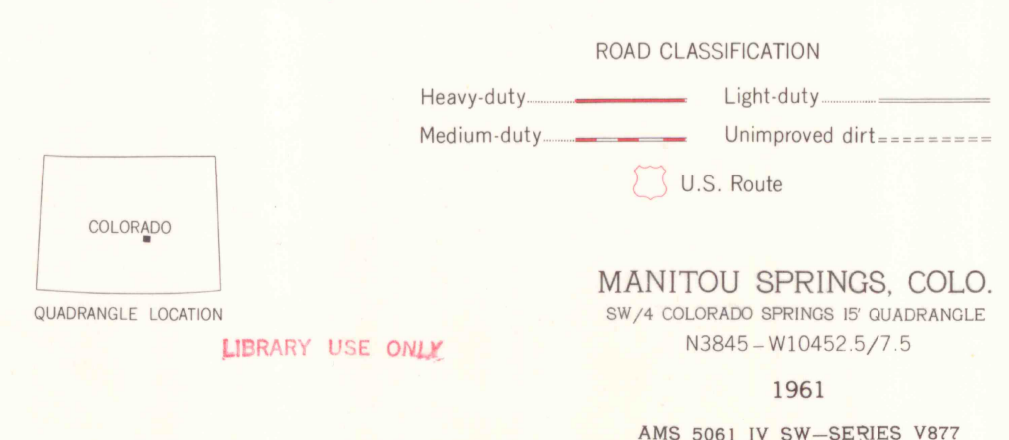 ROAD CLASSIFICATION
Heavy-duty Light-duty
Medium-duty Unimproved dirt
U.S. Route
COLORADO
QUADRANGLE LOCATION
LIBRARY USE ONLY
MANITOU SPRINGS, COLO.
SW/4 COLORADO SPRINGS 15' QUADRANGLE
N3845–W10452.5/7.5
1961
AMS 5061 IV SW–SERIES V877